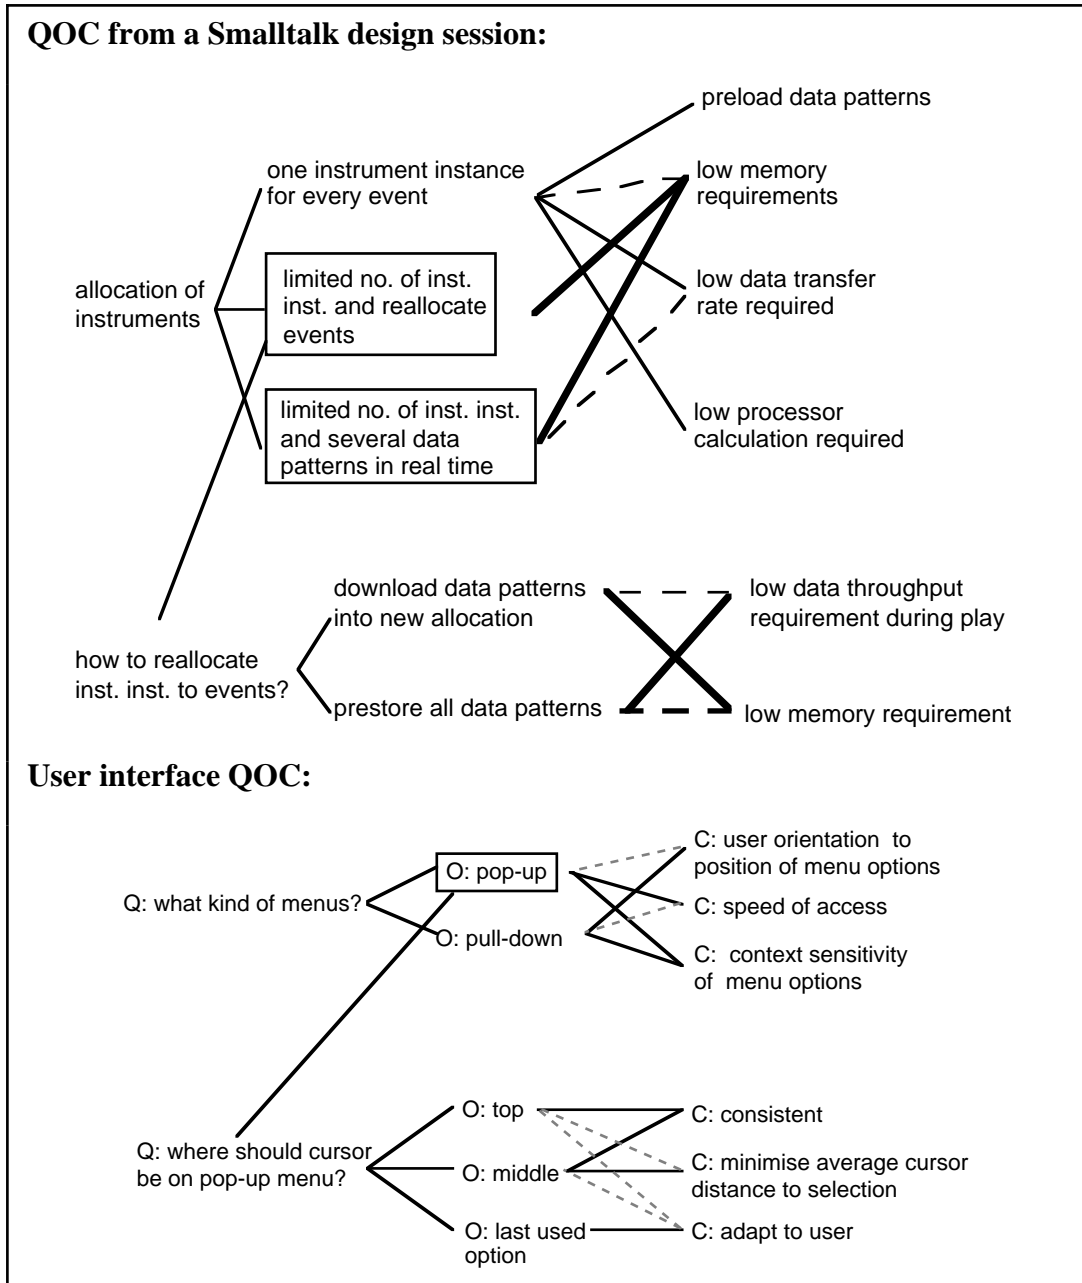 QOC from a Smalltalk design session:
preload data patterns
one instrument instance
for every event
low memory
requirements
allocation of
instruments
limited no. of inst.
inst. and reallocate
events
low data transfer
rate required
limited no. of inst. inst.
and several data
patterns in real time
low processor
calculation required
how to reallocate
inst. inst. to events?
download data patterns
into new allocation
low data throughput
requirement during play
prestore all data patterns
low memory requirement
User interface QOC:
Q: what kind of menus?
O: pop-up
O: pull-down
C: user orientation to
position of menu options
C: speed of access
C: context sensitivity
of menu options
Q: where should cursor
be on pop-up menu?
O: top
O: middle
O: last used
option
C: consistent
C: minimise average cursor
distance to selection
C: adapt to user